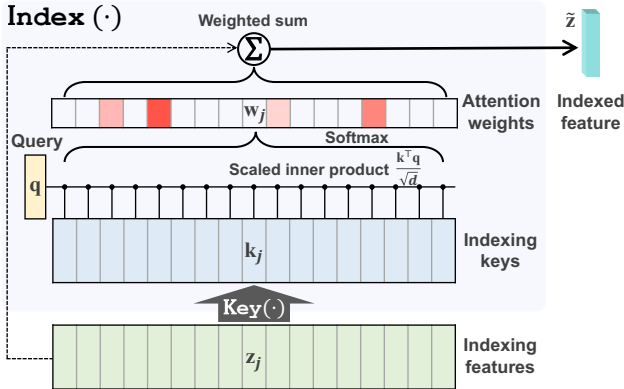 Index (·)
Weighted sum
Σ
z̃
Indexed
feature
w_j
Attention
weights
Softmax
Query
q
Scaled inner product k^⊤q/√d
k_j
Indexing
keys
Key(·)
z_j
Indexing
features